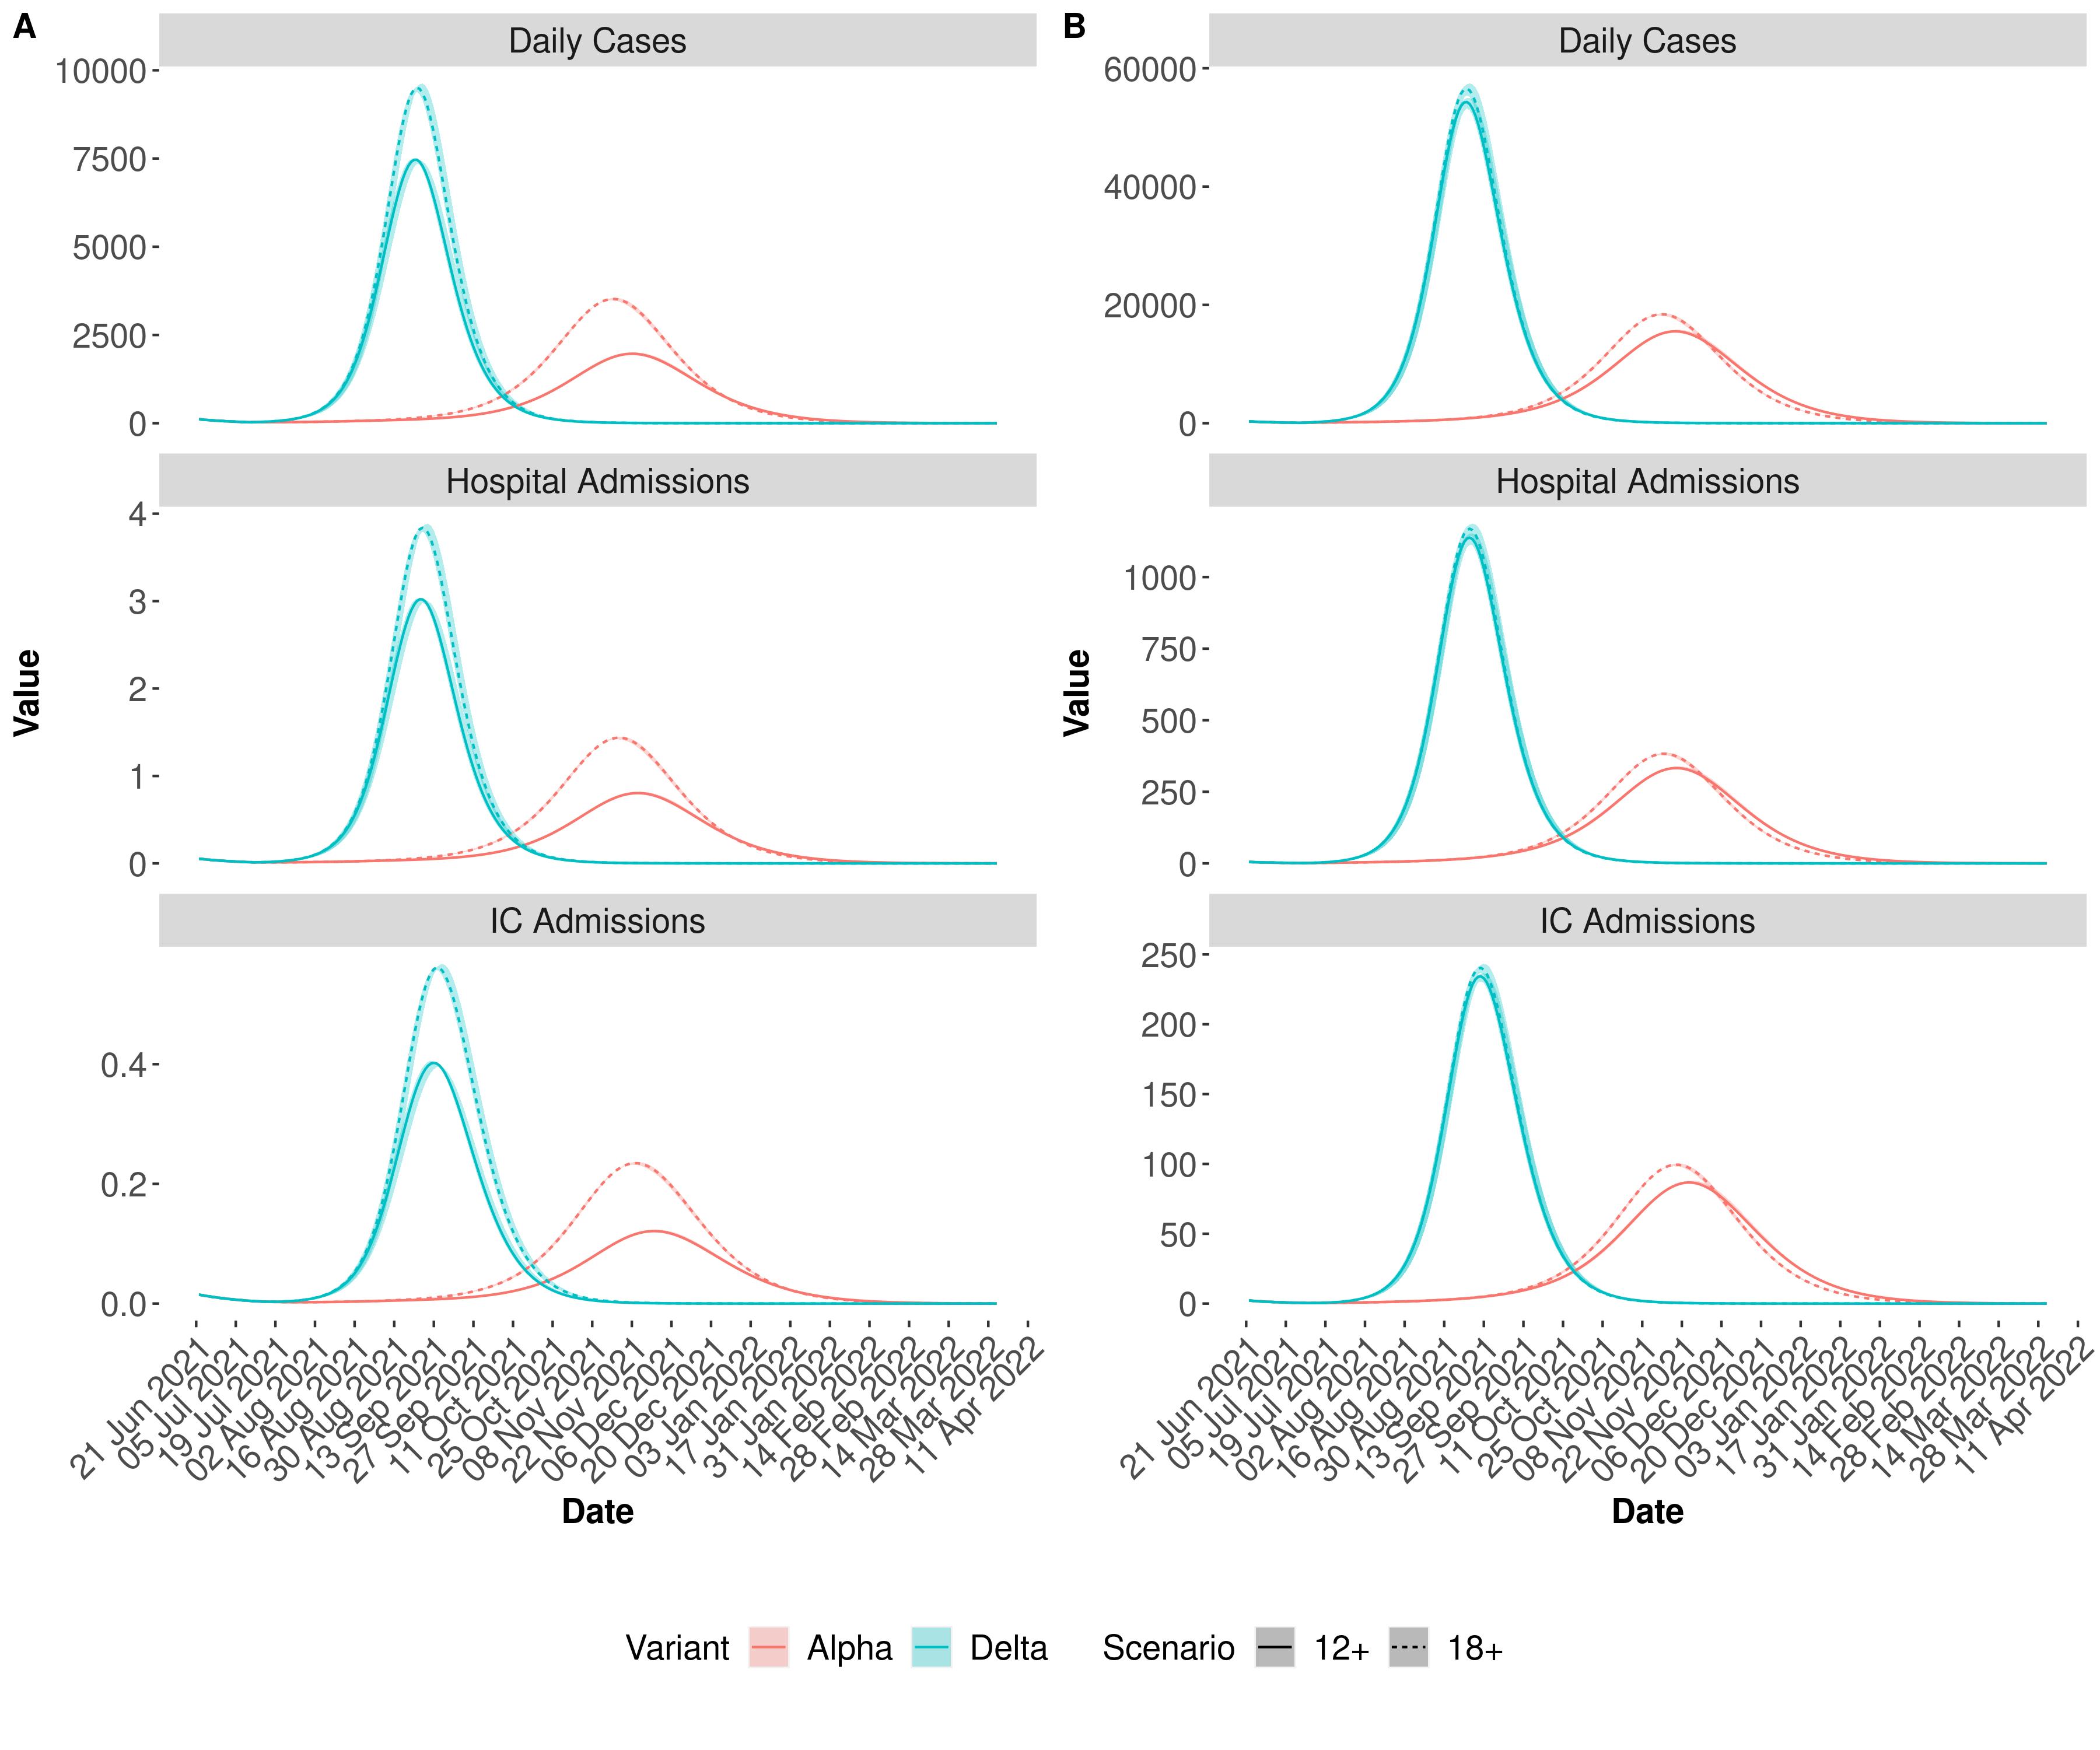 A
Daily Cases
10000
7500
5000
2500
0
Hospital Admissions
4
3
2
1
0
IC Admissions
0.4
0.2
0.0
Value
21 Jun 2021
05 Jul 2021
19 Jul 2021
02 Aug 2021
16 Aug 2021
30 Aug 2021
13 Sep 2021
27 Sep 2021
11 Oct 2021
25 Oct 2021
08 Nov 2021
22 Nov 2021
06 Dec 2021
20 Dec 2021
03 Jan 2022
17 Jan 2022
31 Jan 2022
14 Feb 2022
28 Feb 2022
14 Mar 2022
28 Mar 2022
11 Apr 2022
Date
B
Daily Cases
60000
40000
20000
0
Hospital Admissions
1000
750
500
250
0
IC Admissions
250
200
150
100
50
0
Value
21 Jun 2021
05 Jul 2021
19 Jul 2021
02 Aug 2021
16 Aug 2021
30 Aug 2021
13 Sep 2021
27 Sep 2021
11 Oct 2021
25 Oct 2021
08 Nov 2021
22 Nov 2021
06 Dec 2021
20 Dec 2021
03 Jan 2022
17 Jan 2022
31 Jan 2022
14 Feb 2022
28 Feb 2022
14 Mar 2022
28 Mar 2022
11 Apr 2022
Date
Variant Alpha Delta Scenario 12+ 18+